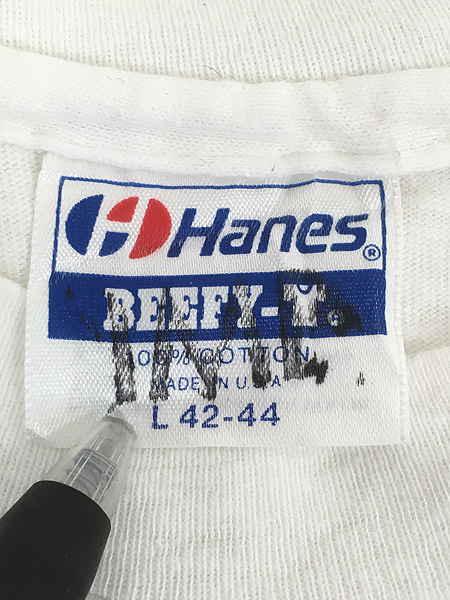 Hanes®
BEEFY-T®
100% COTTON
MADE IN U.S.A.
L 42-44